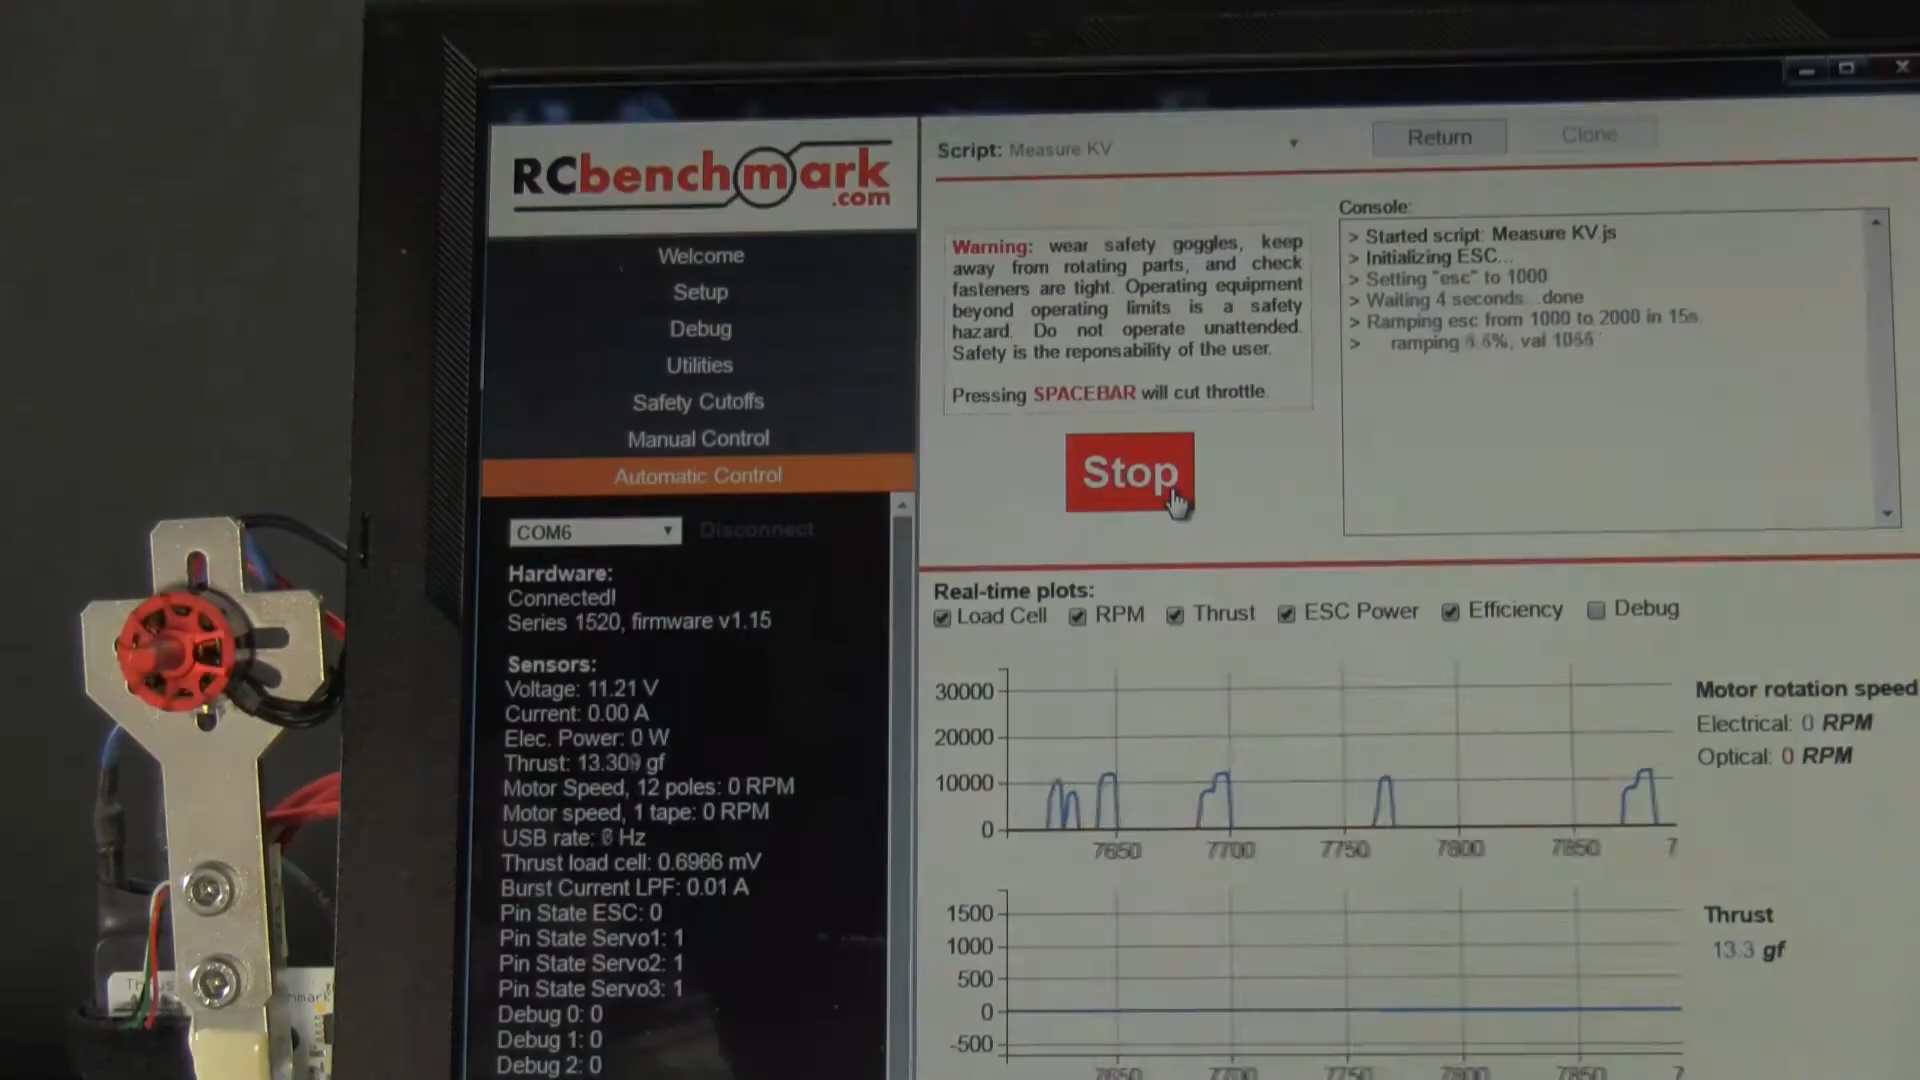 RCbenchmark
.com
Welcome
Setup
Debug
Utilities
Safety Cutoffs
Manual Control
Automatic Control
COM6
Disconnect
Hardware:
Connected!
Series 1520, firmware v1.15
Sensors:
Voltage: 11.21 V
Current: 0.00 A
Elec. Power: 0 W
Thrust: 13.309 gf
Motor Speed, 12 poles: 0 RPM
Motor speed, 1 tape: 0 RPM
USB rate: Hz
Thrust load cell: 0.6966 mV
Burst Current LPF: 0.01 A
Pin State ESC: 0
Pin State Servo1: 1
Pin State Servo2: 1
Pin State Servo3: 1
Debug 0: 0
Debug 1: 0
Debug 2: 0
Script: Measure KV
Return
Clone
Warning: wear safety goggles, keep
away from rotating parts, and check
fasteners are tight. Operating equipment
beyond operating limits is a safety
hazard. Do not operate unattended.
Safety is the reponsability of the user.
Pressing SPACEBAR will cut throttle.
Stop
Console:
> Started script: Measure KV.js
> Initializing ESC...
> Setting "esc" to 1000
> Waiting 4 seconds...done
> Ramping esc from 1000 to 2000 in 15s.
> ramping val
Real-time plots:
Load Cell RPM Thrust ESC Power Efficiency Debug
30000
20000
10000
0
7650 7700 7750 7800 7850 7
Motor rotation speed
Electrical: 0 RPM
Optical: 0 RPM
1500
1000
500
0
-500
7650 7700 7750 7800 7850 7
Thrust
13.3 gf